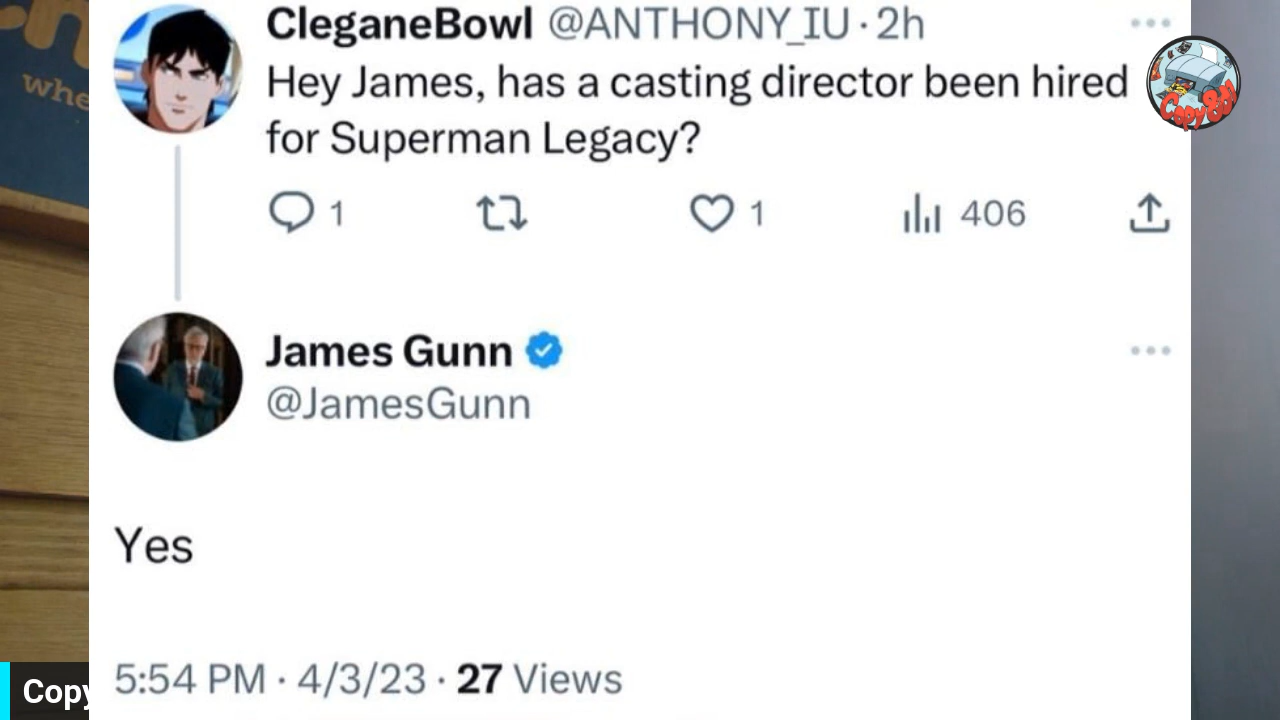 CleganeBowl @ANTHONY_IU · 2h
Hey James, has a casting director been hired
for Superman Legacy?
1 1 406
James Gunn
@JamesGunn
Yes
5:54 PM · 4/3/23 · 27 Views
whe
Copy